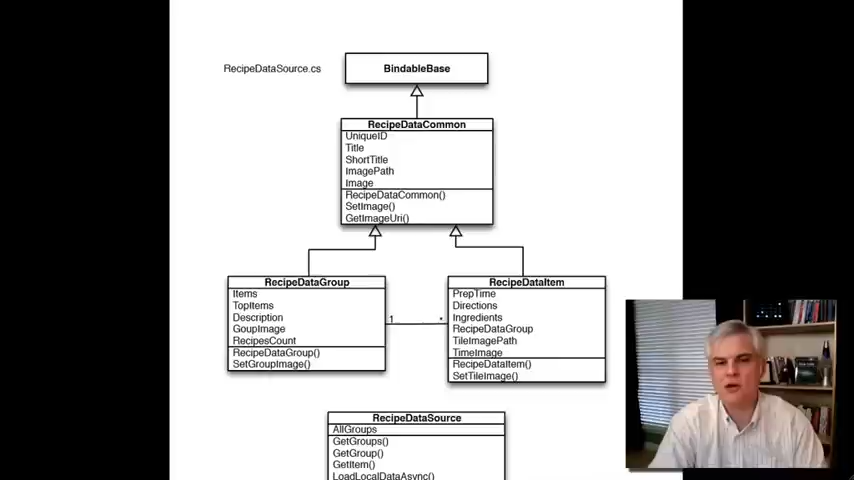 RecipeDataSource.cs
BindableBase
RecipeDataCommon
UniqueID
Title
ShortTitle
ImagePath
Image
RecipeDataCommon()
SetImage()
GetImageUri()
RecipeDataGroup
Items
TopItems
Description
GoupImage
RecipesCount
RecipeDataGroup()
SetGroupImage()
1
*
RecipeDataItem
PrepTime
Directions
Ingredients
RecipeDataGroup
TileImagePath
TimeImage
RecipeDataItem()
SetTileImage()
RecipeDataSource
AllGroups
GetGroups()
GetGroup()
GetItem()
LoadLocalDataAsync()